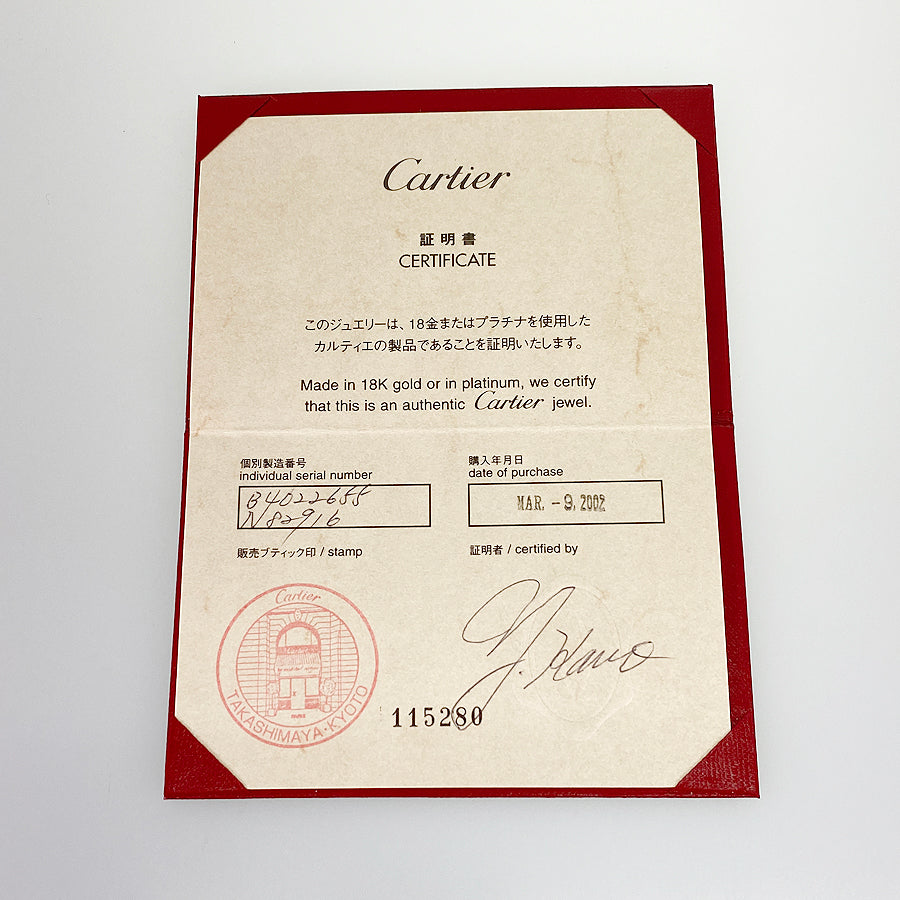 Cartier
証明書
CERTIFICATE
このジュエリーは、18金またはプラチナを使用した
カルティエの製品であることを証明いたします。
Made in 18K gold or in platinum, we certify
that this is an authentic Cartier jewel.
個別製造番号
individual serial number
B4022655
N82916
購入年月日
date of purchase
MAR. -9. 2002
販売ブティック印 / stamp
証明者 / certified by
Cartier
TAKASHIMAYA·KYOTO
115280